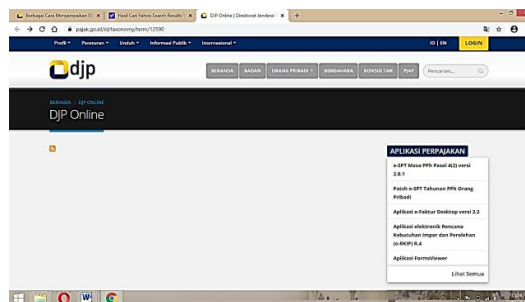 Berbagai Cara Menyampaikan S
Hasil Cari Yahoo Search Results
DJP Online | Direktorat Jenderal
pajak.go.id/id/taxonomy/term/12590
Profil
Peraturan
Unduh
Informasi Publik
Internasional
ID | EN
LOGIN
djp
BERANDA
BADAN
ORANG PRIBADI
BENDAHARA
KONSULTAN
PJAP
Pencarian...
BERANDA / DJP ONLINE
DJP Online
APLIKASI PERPAJAKAN
e-SPT Masa PPh Pasal 4(2) versi
2.0.1
Patch e-SPT Tahunan PPh Orang
Pribadi
Aplikasi e-Faktur Desktop versi 2.2
Aplikasi elektronik Rencana
Kebutuhan Impor dan Perolehan
(e-RKIP) R.4
Aplikasi FormsViewer
Lihat Semua